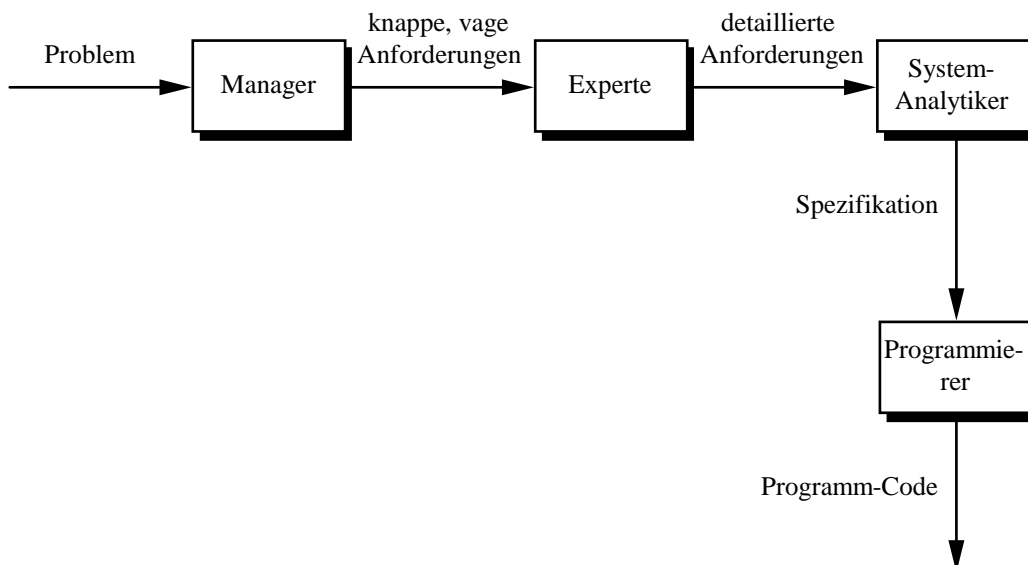 Problem
Manager
knappe, vage
Anforderungen
Experte
detaillierte
Anforderungen
System-
Analytiker
Spezifikation
Programmie-
rer
Programm-Code